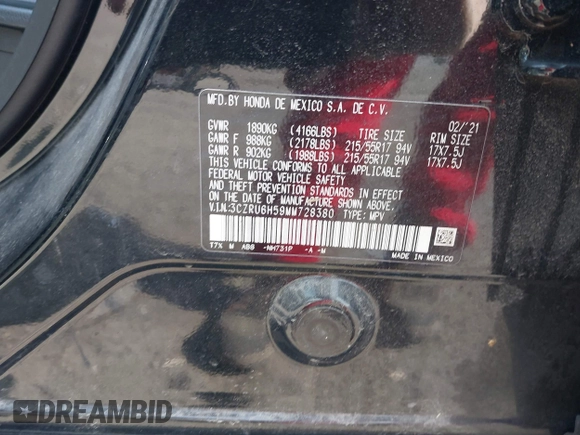 MFD.BY HONDA DE MEXICO S.A. DE C.V.
02/'21
GVWR 1890KG (4166LBS) TIRE SIZE RIM SIZE
GAWR F 988KG (2178LBS) 215/55R17 94V 17X7.5J
GAWR R 902KG (1988LBS) 215/55R17 94V 17X7.5J
THIS VEHICLE CONFORMS TO ALL APPLICABLE
FEDERAL MOTOR VEHICLE SAFETY
AND THEFT PREVENTION STANDARDS IN EFFECT
ON THE DATE OF MANUFACTURE SHOWN ABOVE.
V.I.N:3CZRU6H59MM728380 TYPE: MPV
T7X M AB8 -NH731P -A -M
MADE IN MEXICO
DREAMBID